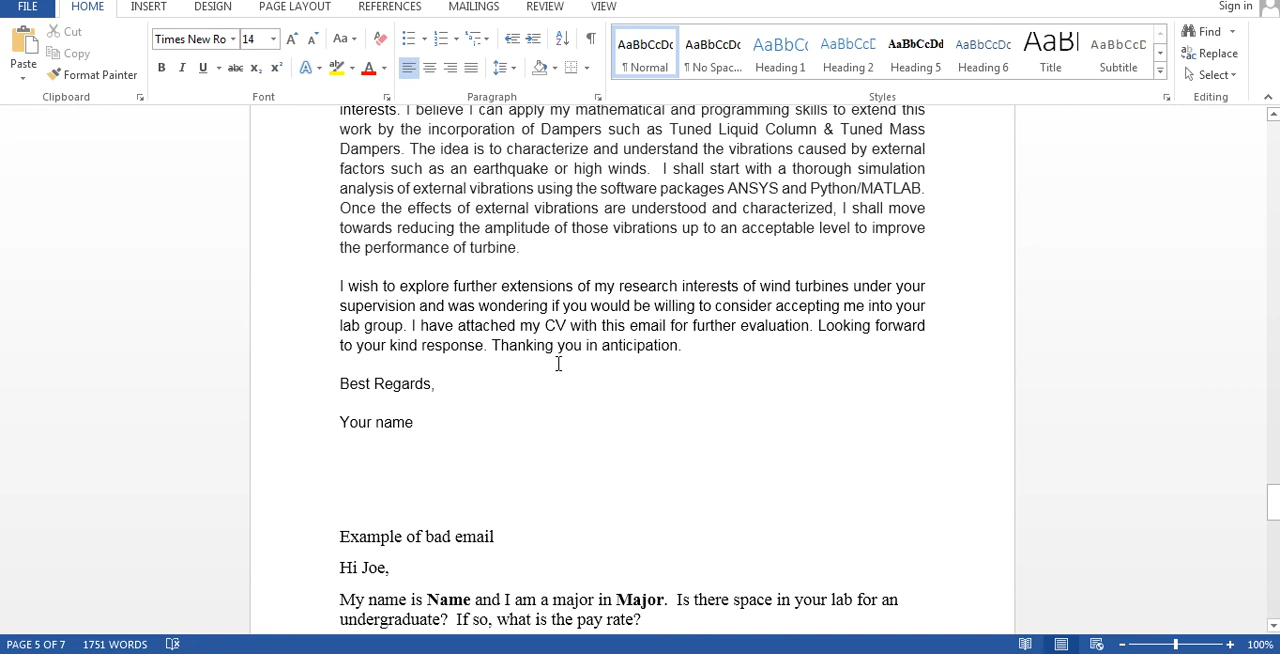 FILE HOME INSERT DESIGN PAGE LAYOUT REFERENCES MAILINGS REVIEW VIEW Sign in
Cut
Copy
Paste
Format Painter
Clipboard
Times New Ro 14 Aa
B I U abc X₂ X² A A
Font
Paragraph
AaBbCcDc AaBbCcDc AaBbCc AaBbCcD AaBbCcDd AaBbCcDc AaBl AaBbCcD
¶ Normal ¶ No Spac... Heading 1 Heading 2 Heading 5 Heading 6 Title Subtitle
Styles
Find
Replace
Select
Editing
interests. I believe I can apply my mathematical and programming skills to extend this
work by the incorporation of Dampers such as Tuned Liquid Column & Tuned Mass
Dampers. The idea is to characterize and understand the vibrations caused by external
factors such as an earthquake or high winds. I shall start with a thorough simulation
analysis of external vibrations using the software packages ANSYS and Python/MATLAB.
Once the effects of external vibrations are understood and characterized, I shall move
towards reducing the amplitude of those vibrations up to an acceptable level to improve
the performance of turbine.
I wish to explore further extensions of my research interests of wind turbines under your
supervision and was wondering if you would be willing to consider accepting me into your
lab group. I have attached my CV with this email for further evaluation. Looking forward
to your kind response. Thanking you in anticipation.
Best Regards,
Your name
Example of bad email
Hi Joe,
My name is Name and I am a major in Major. Is there space in your lab for an
undergraduate? If so, what is the pay rate?
PAGE 5 OF 7 1751 WORDS 100%